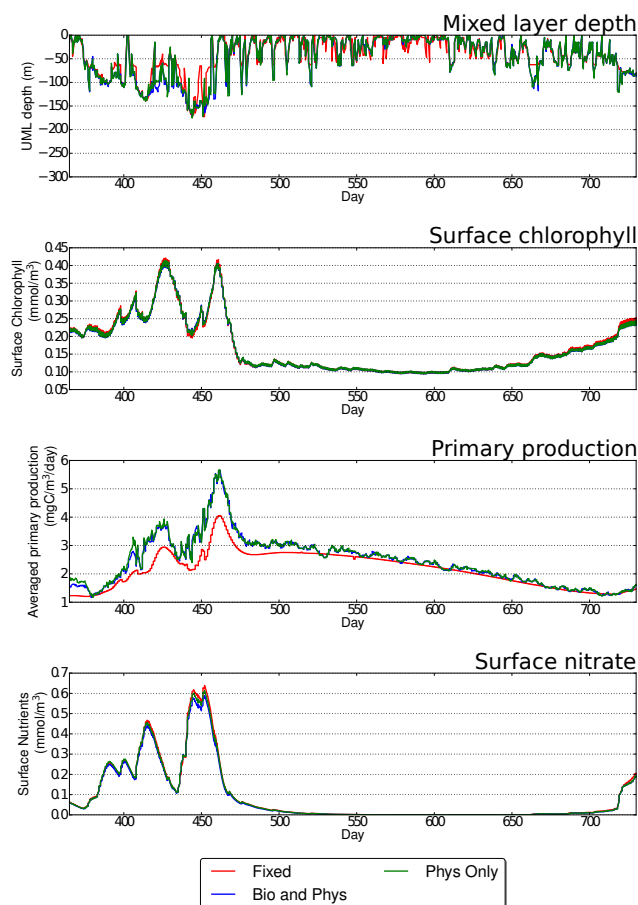 Mixed layer depth
0
−50
−100
−150
−200
−250
−300
UML depth (m)
400 450 500 550 600 650 700
Day
Surface chlorophyll
0.45
0.40
0.35
0.30
0.25
0.20
0.15
0.10
0.05
Surface Chlorophyll
(mmol/m³)
400 450 500 550 600 650 700
Day
Primary production
6
5
4
3
2
1
Averaged primary production
(mgC/m³/day)
400 450 500 550 600 650 700
Day
Surface nitrate
0.7
0.6
0.5
0.4
0.3
0.2
0.1
0.0
Surface Nutrients
(mmol/m³)
400 450 500 550 600 650 700
Day
Fixed
Bio and Phys
Phys Only